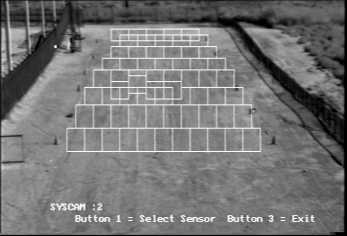 SYSCAM :2
Button 1 = Select Sensor  Button 3 = Exit